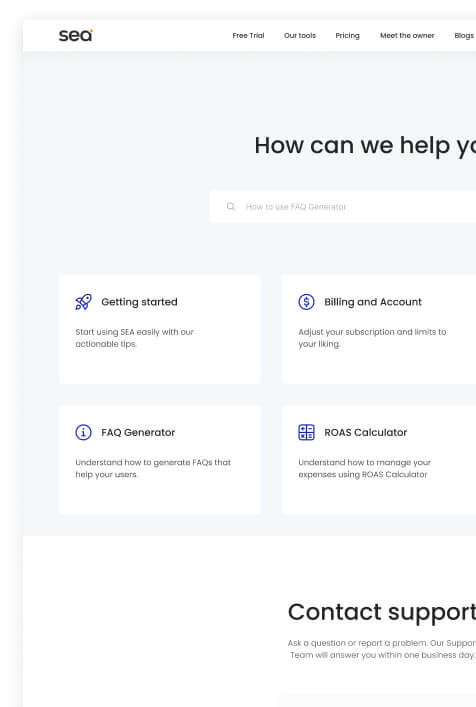 sea
Free Trial Our tools Pricing Meet the owner Blogs
How can we help yo
How to use FAQ Generator
Getting started
Start using SEA easily with our
actionable tips.
Billing and Account
Adjust your subscription and limits to
your liking.
FAQ Generator
Understand how to generate FAQs that
help your users.
ROAS Calculator
Understand how to manage your
expenses using ROAS Calculator
Contact support
Ask a question or report a problem. Our Suppor
Team will answer you within one business day.